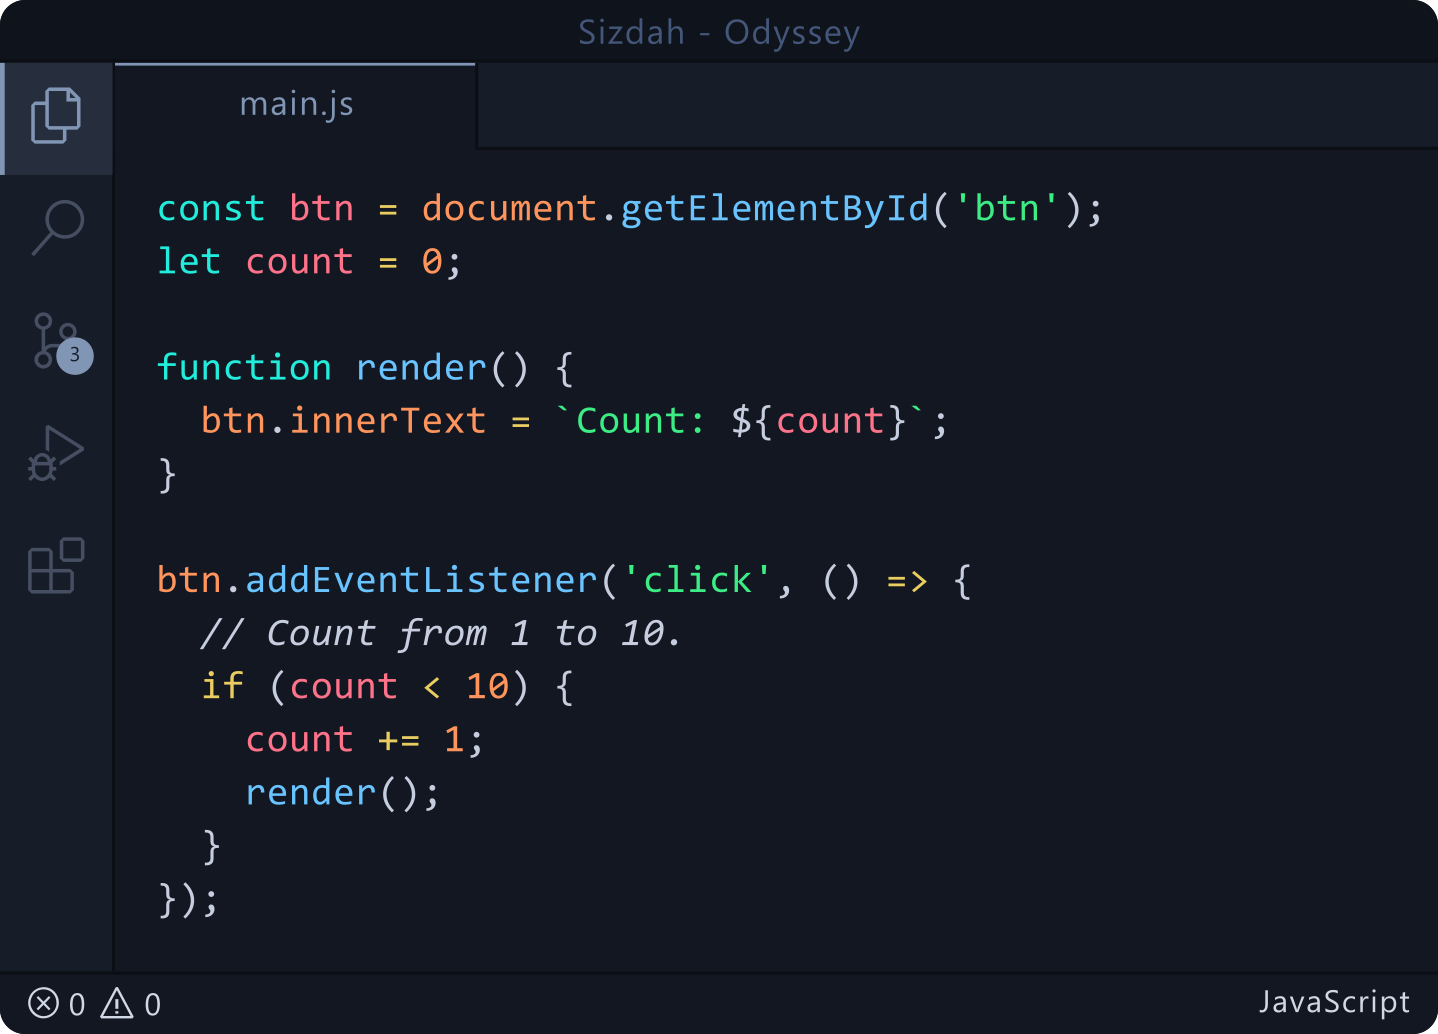 Sizdah - Odyssey
main.js
const btn = document.getElementById('btn');
let count = 0;
function render() {
  btn.innerText = `Count: ${count}`;
}
3
btn.addEventListener('click', () => {
  // Count from 1 to 10.
  if (count < 10) {
    count += 1;
    render();
  }
});
0 0
JavaScript